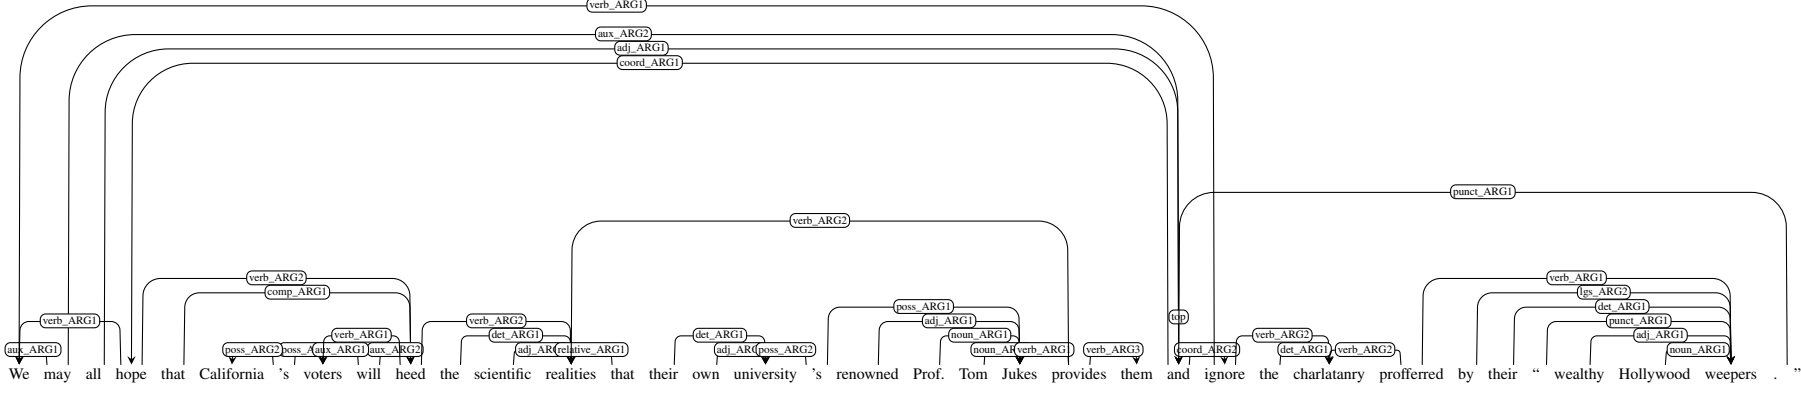 verb_ARG1
aux_ARG2
adj_ARG1
coord_ARG1
punct_ARG1
verb_ARG2
verb_ARG2 verb_ARG1
comp_ARG1 lgs_ARG2
poss_ARG1 det_ARG1
top
verb_ARG1 verb_ARG2 adj_ARG1 punct_ARG1
verb_ARG1 det_ARG1 noun_ARG1 det_ARG1 verb_ARG2 adj_ARG1
aux_ARG1 poss_ARG2 aux_ARG1 aux_ARG2 relative_ARG1 poss_ARG2 verb_ARG1 verb_ARG3 coord_ARG2 det_ARG1 verb_ARG2 noun_ARG1
We may all hope that California 's voters will heed the scientific realities that their own university 's renowned Prof. Tom Jukes provides them and ignore the charlatanry profferred by their “ wealthy Hollywood weepers . ”